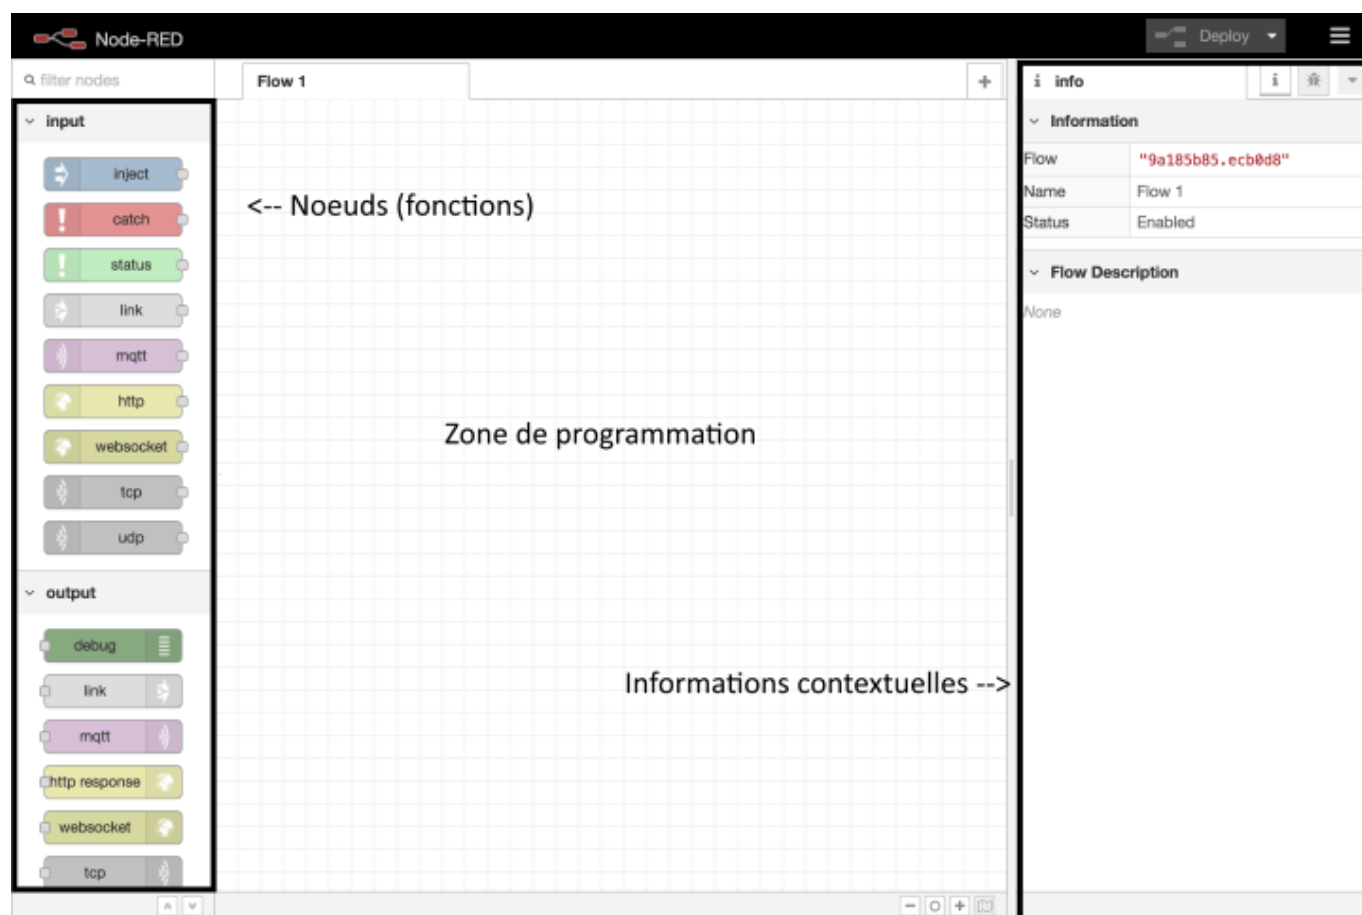 Node-RED
Deploy
filter nodes
Flow 1
info
input
inject
catch
status
link
mqtt
http
websocket
tcp
udp
output
debug
link
mqtt
http response
websocket
tcp
<-- Noeuds (fonctions)
Zone de programmation
Informations contextuelles -->
Information
Flow "9a185b85.ecb0d8"
Name Flow 1
Status Enabled
Flow Description
None